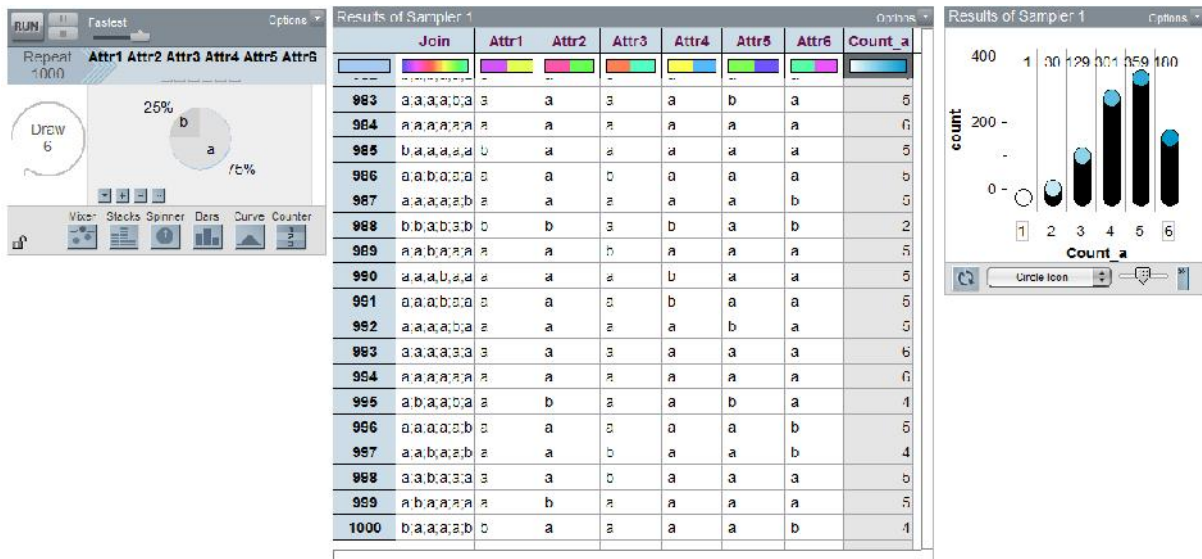 RUN Fastest Options
Repeat 1000
Attr1 Attr2 Attr3 Attr4 Attr5 Attr6
Draw 6
25%
b
a
75%
Mixer Stacks Spinner Bars Curve Counter
Results of Sampler 1 Options
Join Attr1 Attr2 Attr3 Attr4 Attr5 Attr6 Count_a
983 a;a;a;a;b;a a a a a b a 5
984 a;a;a;a;a;a a a a a a a 6
985 b;a;a;a;a;a b a a a a a 5
986 a;a;b;a;a;a a a b a a a 5
987 a;a;a;a;a;b a a a a a b 5
988 b;b;a;b;a;b b b a b a b 2
989 a;a;b;a;a;a a a b a a a 5
990 a;a;a;b;a;a a a a b a a 5
991 a;a;a;b;a;a a a a b a a 5
992 a;a;a;a;b;a a a a a b a 5
993 a;a;a;a;a;a a a a a a a 6
994 a;a;a;a;a;a a a a a a a 6
995 a;b;a;a;b;a a b a a b a 4
996 a;a;a;a;a;b a a a a a b 5
997 a;a;b;a;a;b a a b a a b 4
998 a;a;b;a;a;a a a b a a a 5
999 a;b;a;a;a;a a b a a a a 5
1000 b;a;a;a;a;b b a a a a b 4
Results of Sampler 1 Options
400
1 30 129 301 359 180
count
200 -
-
0 -
1 2 3 4 5 6
Count_a
Circle Icon